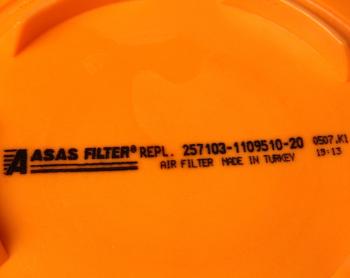 A ASAS FILTER® REPL. 257103-1109510-20 0507.K1
AIR FILTER MADE IN TURKEY 19:13